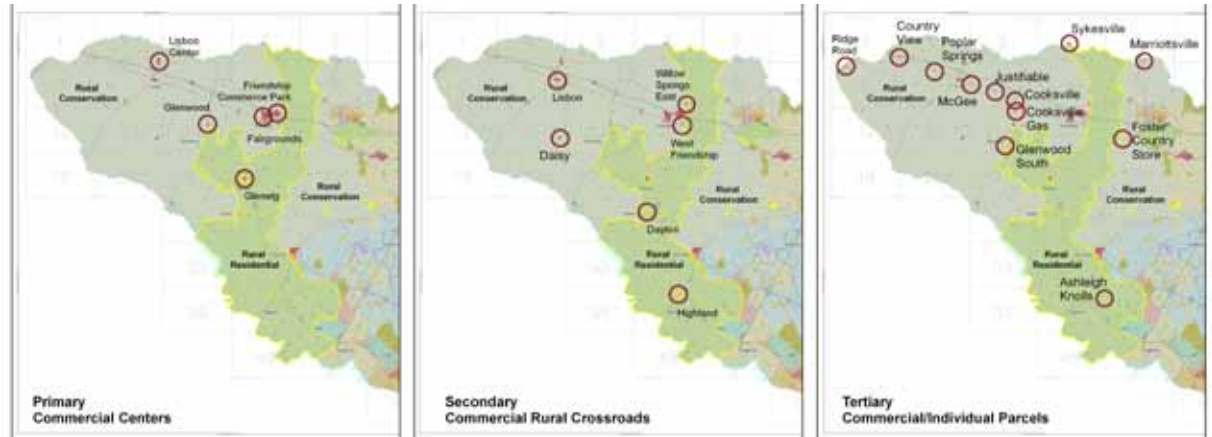 Lisbon
Center
Rural
Conservation
Glenwood
Friendship
Commerce Park
Fairgrounds
Glenelg
Rural
Conservation
Rural
Residential
Primary
Commercial Centers
Lisbon
Rural
Conservation
Daisy
Willow
Springs
East
West
Friendship
Rural
Conservation
Dayton
Rural
Residential
Highland
Secondary
Commercial Rural Crossroads
Ridge
Road
Country
View
Poplar
Springs
Sykesville
Marriottsville
Rural
Conservation
McGee
Justifiable
Cooksville
Cooksville
Gas
Glenwood
South
Foster
Country
Store
Rural
Conservation
Rural
Residential
Ashleigh
Knolls
Tertiary
Commercial/Individual Parcels